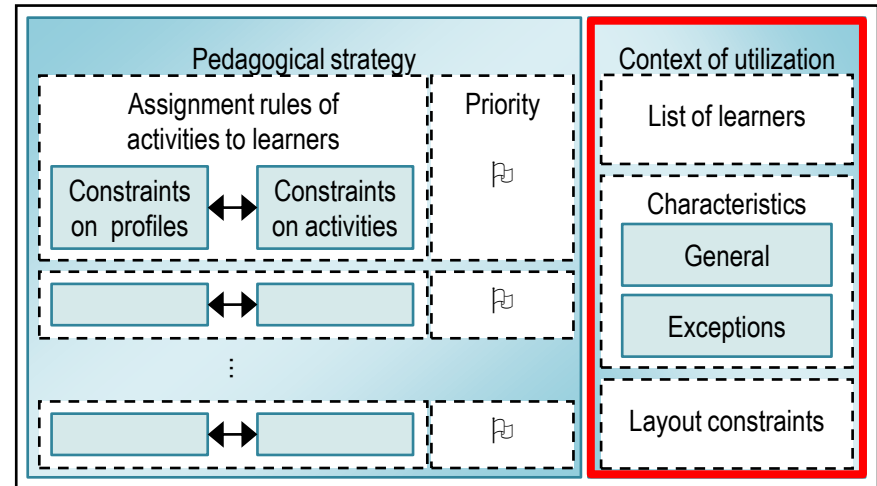 Pedagogical strategy
Assignment rules of
activities to learners
Priority
Constraints
on profiles
Constraints
on activities
⋮
Context of utilization
List of learners
Characteristics
General
Exceptions
Layout constraints